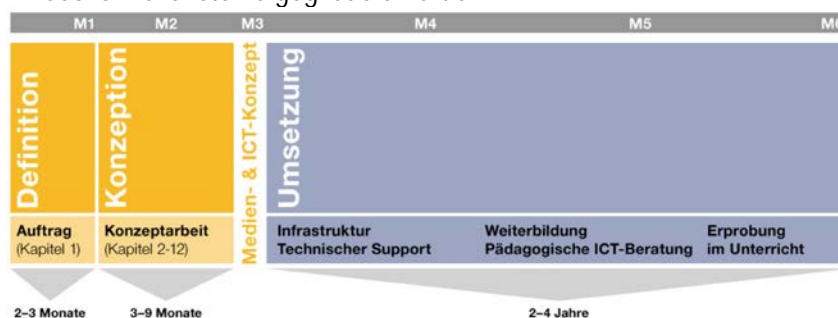 M1 M2 M3 M4 M5
Definition
Konzeption
Medien- & ICT-Konzept
Umsetzung
Auftrag
(Kapitel 1)
Konzeptarbeit
(Kapitel 2-12)
Infrastruktur
Technischer Support
Weiterbildung
Pädagogische ICT-Beratung
Erprobung
im Unterricht
2–3 Monate
3–9 Monate
2–4 Jahre